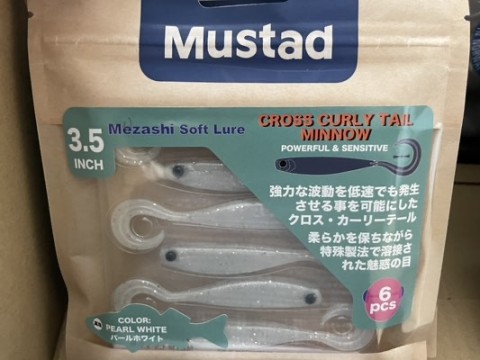 Mustad
3.5
INCH
Mezashi Soft Lure
CROSS CURLY TAIL
MINNOW
POWERFUL & SENSITIVE
強力な波動を低速でも発生
させる事を可能にした
クロス・カーリーテール
柔らかを保ちながら
特殊製法で溶接さ
れた魅惑の目
6
pcs
COLOR:
PEARL WHITE
パールホワイト